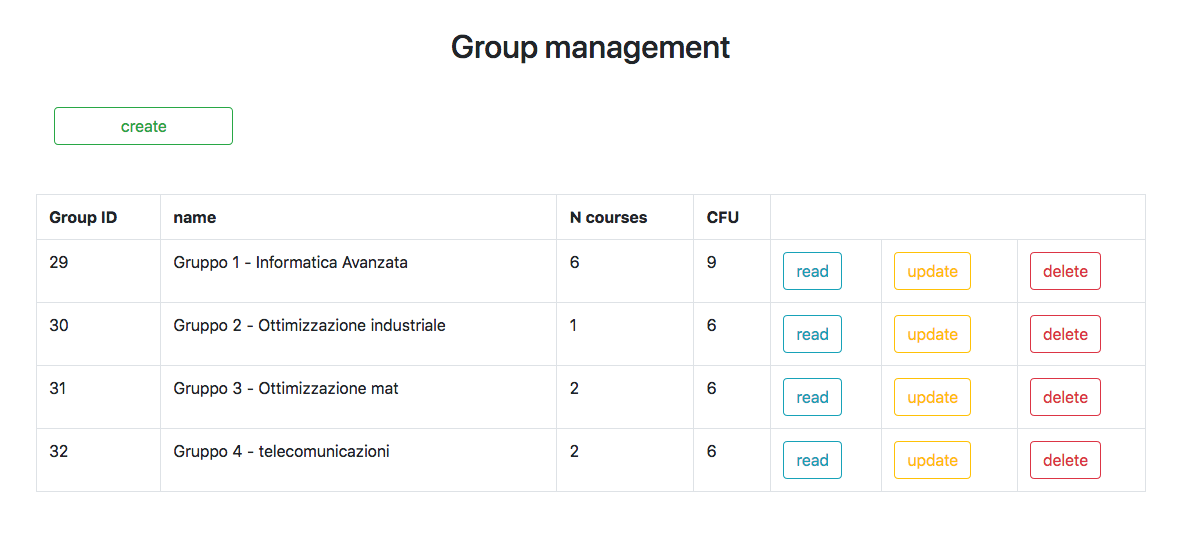 Group management
create
Group ID name N courses CFU
29 Gruppo 1 - Informatica Avanzata 6 9 read update delete
30 Gruppo 2 - Ottimizzazione industriale 1 6 read update delete
31 Gruppo 3 - Ottimizzazione mat 2 6 read update delete
32 Gruppo 4 - telecomunicazioni 2 6 read update delete